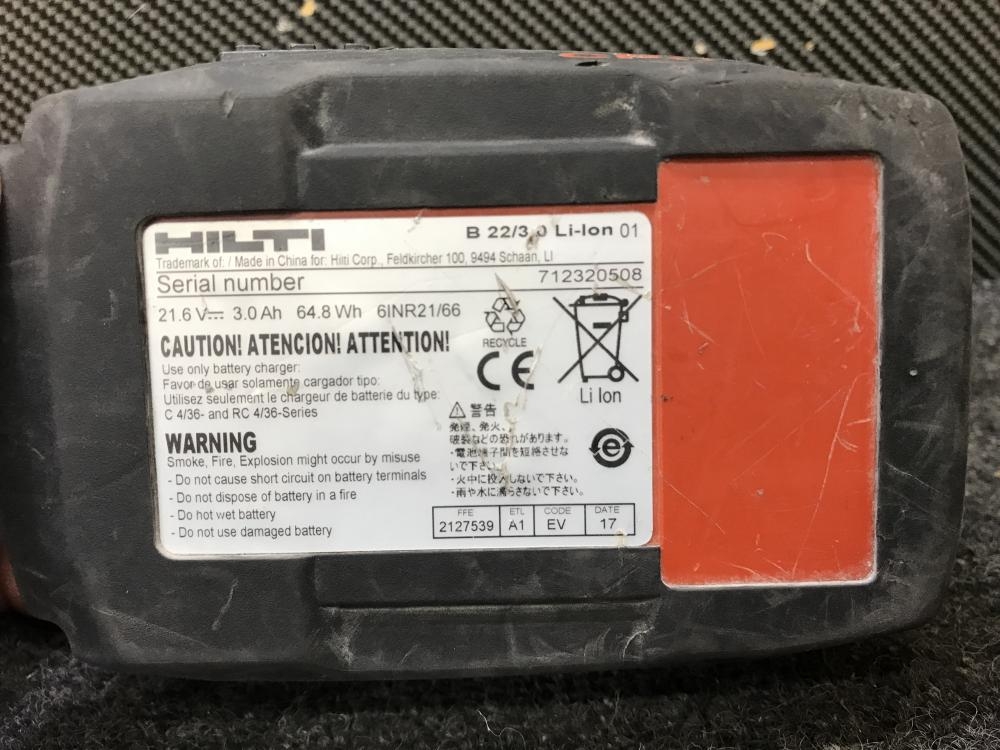 HILTI
B 22/3.0 Li-Ion 01
Trademark of: / Made in China for: Hilti Corp., Feldkircher 100, 9494 Schaan, LI
Serial number 712320508
21.6 V⎓ 3.0 Ah 64.8 Wh 6INR21/66
RECYCLE
CE
Li Ion
CAUTION! ATENCION! ATTENTION!
Use only battery charger:
Favor de usar solamente cargador tipo:
Utilisez seulement le chargeur de batterie du type:
C 4/36- and RC 4/36-Series
WARNING
Smoke, Fire, Explosion might occur by misuse
- Do not cause short circuit on battery terminals
- Do not dispose of battery in a fire
- Do not wet battery
- Do not use damaged battery
⚠警告
発煙、発火、
破裂などの恐れがあります。
・電池端子間を短絡させな
いで下さい。
・火中に投入しないで下さい。
・雨や水に濡らさないで下さい。
FFE ETL CODE DATE
2127539 A1 EV 17